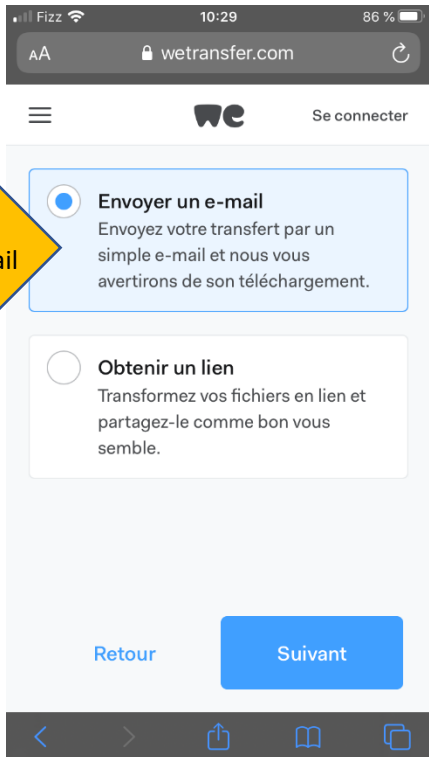 Fizz 10:29 86 %
AA wetransfer.com
we Se connecter
Envoyer un e-mail
Envoyez votre transfert par un
simple e-mail et nous vous
avertirons de son téléchargement.
ail
Obtenir un lien
Transformez vos fichiers en lien et
partagez-le comme bon vous
semble.
Retour Suivant